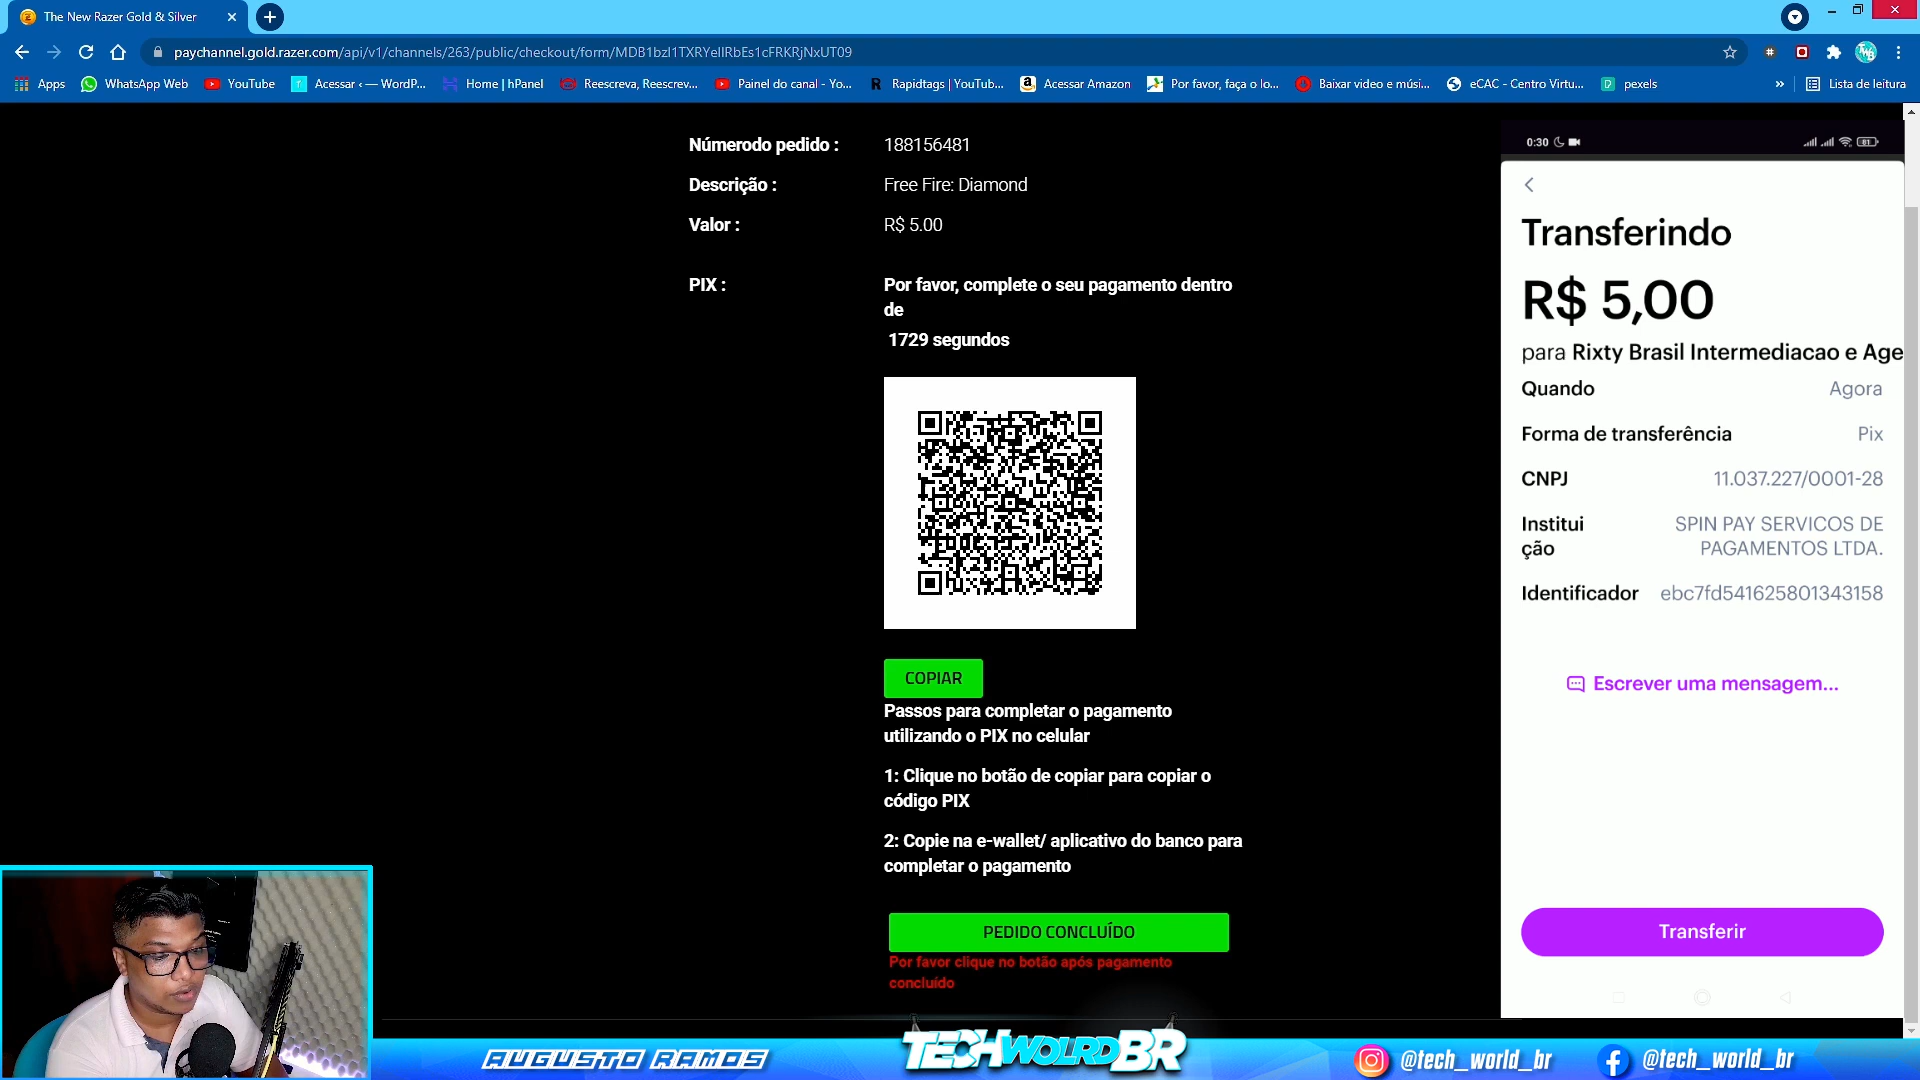 The New Razer Gold & Silver
paychannel.gold.razer.com/api/v1/channels/263/public/checkout/form/MDB1bzI1TXRYeIlRbEs1cFRKRjNxUT09
Apps WhatsApp Web YouTube Acessar ‹ — WordP... Home | hPanel Reescreva, Reescrev... Painel do canal - Yo... Rapidtags | YouTub... Acessar Amazon Por favor, faça o lo... Baixar video e músi... eCAC - Centro Virtu... pexels » Lista de leitura
Númerodo pedido : 188156481
Descrição : Free Fire: Diamond
Valor : R$ 5.00
PIX : Por favor, complete o seu pagamento dentro
de
1729 segundos
COPIAR
Passos para completar o pagamento
utilizando o PIX no celular
1: Clique no botão de copiar para copiar o
código PIX
2: Copie na e-wallet/ aplicativo do banco para
completar o pagamento
PEDIDO CONCLUÍDO
Por favor clique no botão após pagamento
concluído
0:30 81
Transferindo
R$ 5,00
para Rixty Brasil Intermediacao e Age
Quando Agora
Forma de transferência Pix
CNPJ 11.037.227/0001-28
Institui SPIN PAY SERVICOS DE
ção PAGAMENTOS LTDA.
Identificador ebc7fd541625801343158
Escrever uma mensagem...
Transferir
AUGUSTO RAMOS TECHWOLRDBR @tech_world_br @tech_world_br